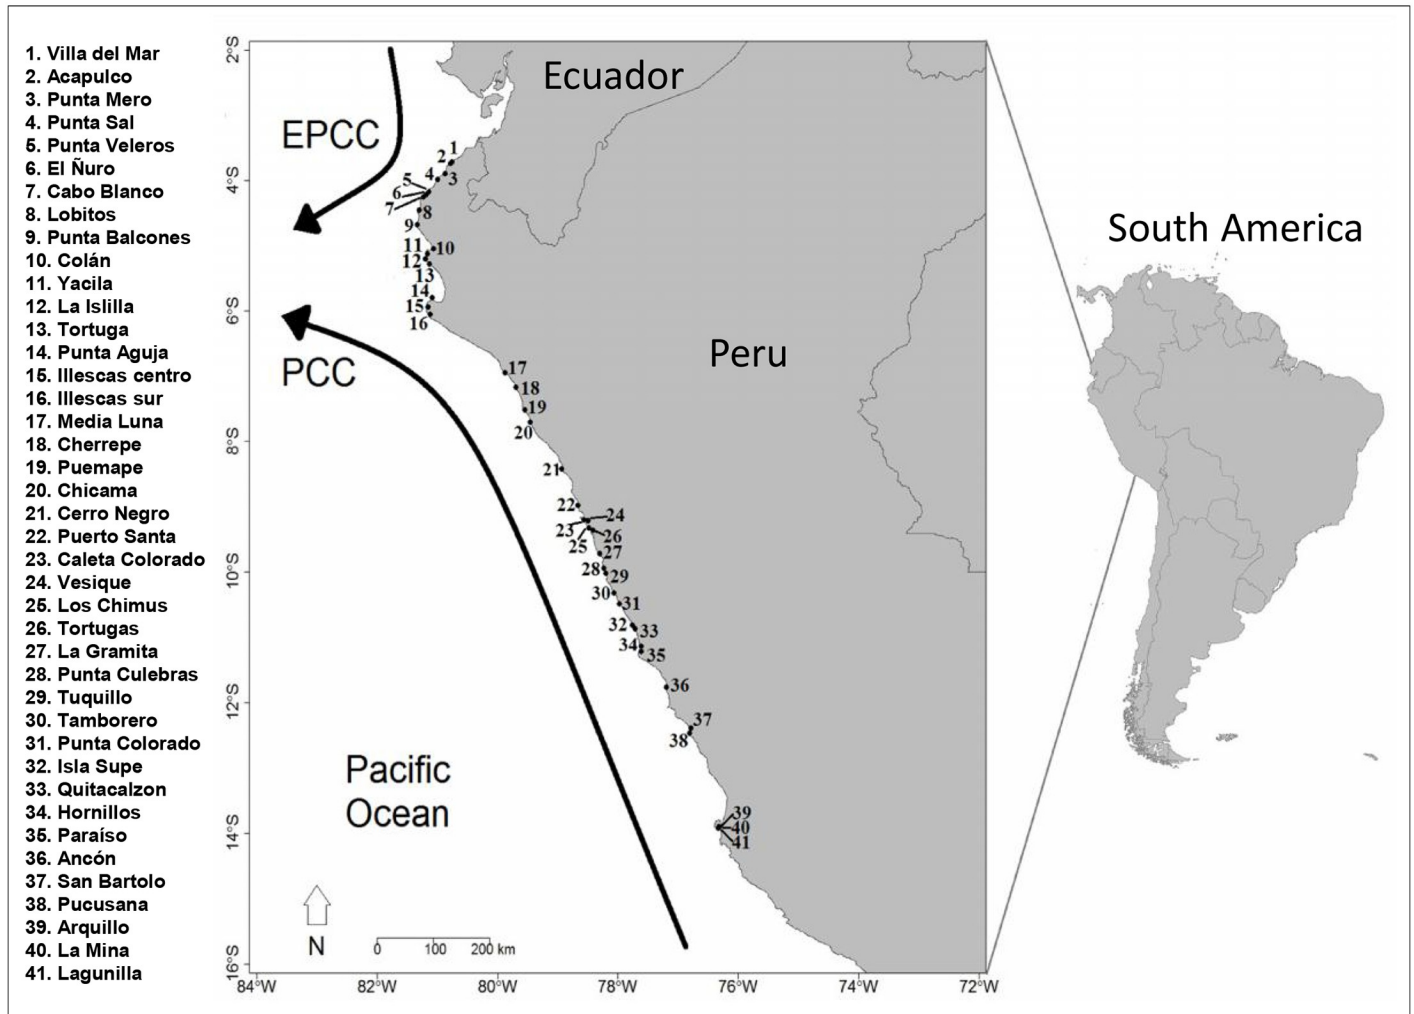 1. Villa del Mar
2. Acapulco
3. Punta Mero
4. Punta Sal
5. Punta Veleros
6. El Ñuro
7. Cabo Blanco
8. Lobitos
9. Punta Balcones
10. Colán
11. Yacila
12. La Islilla
13. Tortuga
14. Punta Aguja
15. Illescas centro
16. Illescas sur
17. Media Luna
18. Cherrepe
19. Puemape
20. Chicama
21. Cerro Negro
22. Puerto Santa
23. Caleta Colorado
24. Vesique
25. Los Chimus
26. Tortugas
27. La Gramita
28. Punta Culebras
29. Tuquillo
30. Tamborero
31. Punta Colorado
32. Isla Supe
33. Quitacalzon
34. Hornillos
35. Paraíso
36. Ancón
37. San Bartolo
38. Pucusana
39. Arquillo
40. La Mina
41. Lagunilla
2°S
4°S
6°S
8°S
10°S
12°S
14°S
16°S
Ecuador
EPCC
1
2
3
4
5
6
7
8
9
10
11
12
13
14
15
16
PCC
Peru
17
18
19
20
21
22
23
24
25
26
27
28
29
30
31
32
33
34
35
36
37
38
39
40
41
Pacific
Ocean
N
0 100 200 km
84°W 82°W 80°W 78°W 76°W 74°W 72°W
South America